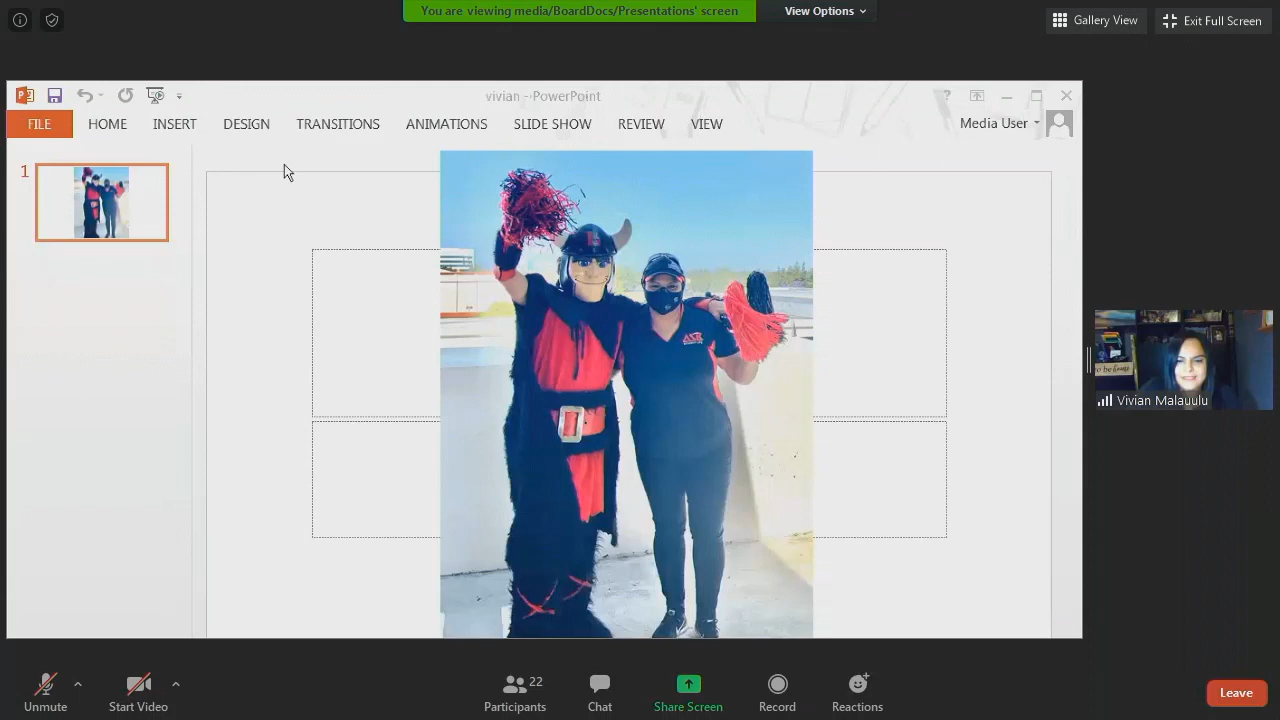 You are viewing media/BoardDocs/Presentations' screen
View Options
Gallery View
Exit Full Screen
vivian - PowerPoint
?
FILE
HOME
INSERT
DESIGN
TRANSITIONS
ANIMATIONS
SLIDE SHOW
REVIEW
VIEW
Media User
1
Vivian Malauulu
Unmute
Start Video
22
Participants
Chat
Share Screen
Record
Reactions
Leave